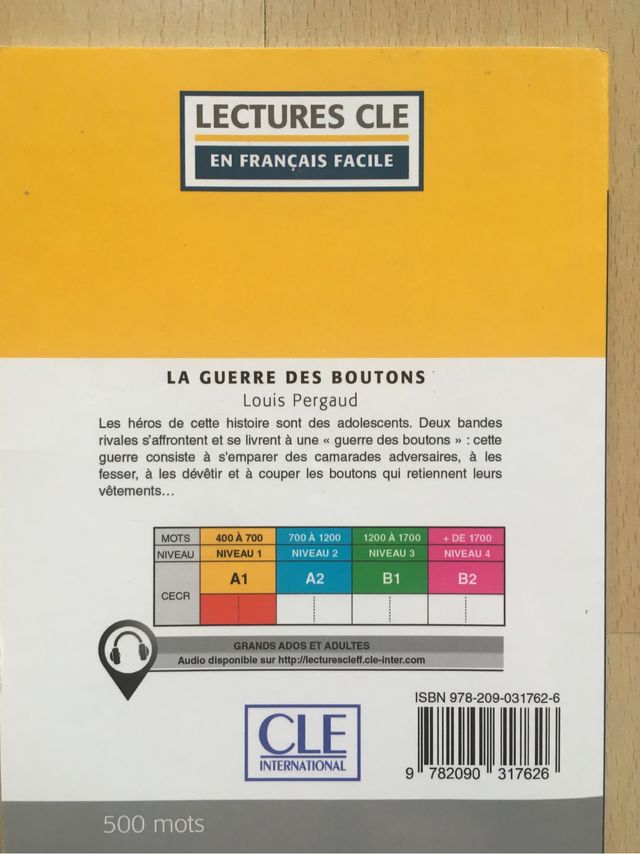 LECTURES CLE
EN FRANÇAIS FACILE
LA GUERRE DES BOUTONS
Louis Pergaud
Les héros de cette histoire sont des adolescents. Deux bandes
rivales s'affrontent et se livrent à une « guerre des boutons » : cette
guerre consiste à s'emparer des camarades adversaires, à les
fesser, à les dévêtir et à couper les boutons qui retiennent leurs
vêtements...
MOTS 400 À 700 700 À 1200 1200 À 1700 + DE 1700
NIVEAU NIVEAU 1 NIVEAU 2 NIVEAU 3 NIVEAU 4
CECR A1 A2 B1 B2
GRANDS ADOS ET ADULTES
Audio disponible sur http://lecturescleff.cle-inter.com
ISBN 978-209-031762-6
CLE
INTERNATIONAL
9 782090 317626
500 mots